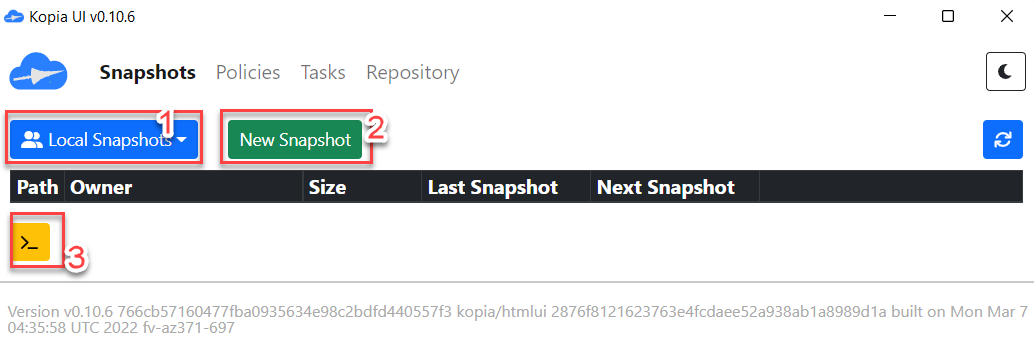 Kopia UI v0.10.6
Snapshots Policies Tasks Repository
Local Snapshots 1 New Snapshot 2
Path Owner Size Last Snapshot Next Snapshot
>_ 3
Version v0.10.6 766cb57160477fba0935634e98c2bdfd440557f3 kopia/htmlui 2876f8121623763e4fcdaee52a938ab1a8989d1a built on Mon Mar 7
04:35:58 UTC 2022 fv-az371-697